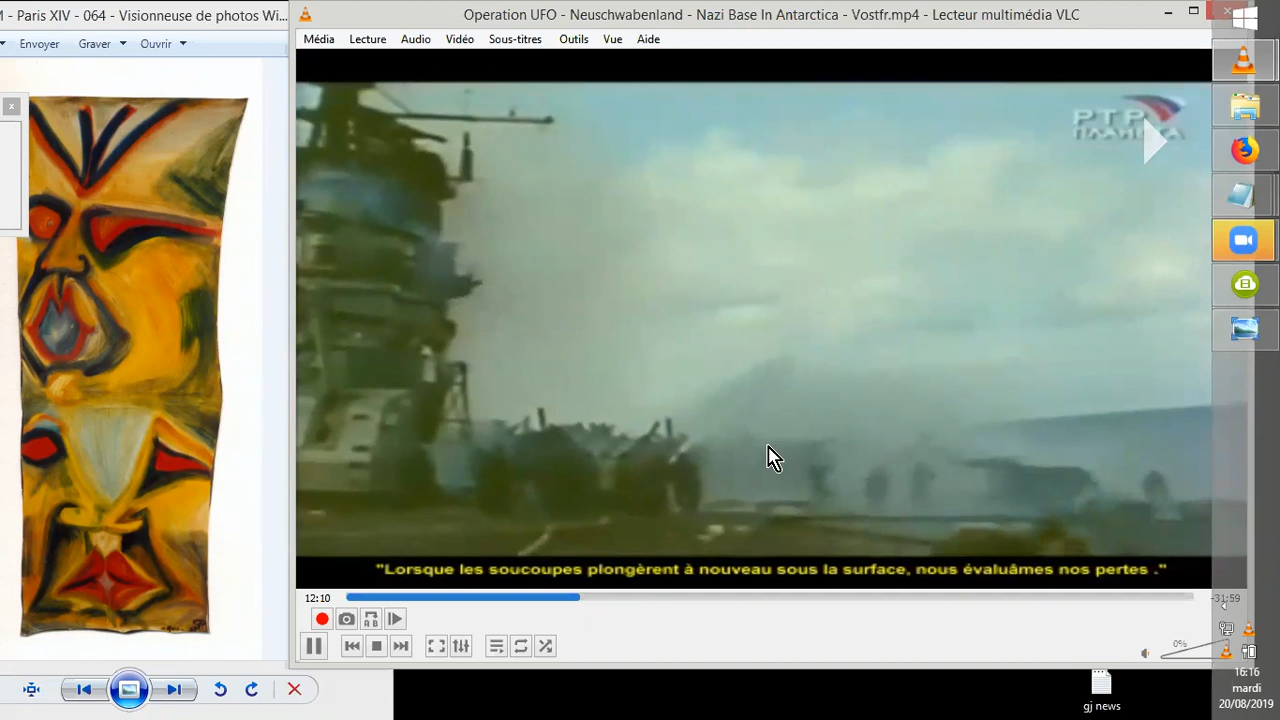 - Paris XIV - 064 - Visionneuse de photos Wi...
Envoyer Graver Ouvrir
Operation UFO - Neuschwabenland - Nazi Base In Antarctica - Vostfr.mp4 - Lecteur multimédia VLC
Média Lecture Audio Vidéo Sous-titres Outils Vue Aide
РТР
ПЛАНЕТА
"Lorsque les soucoupes plongèrent à nouveau sous la surface, nous évaluâmes nos pertes ."
12:10
-31:59
A B
0%
16:16
mardi
20/08/2019
gj news